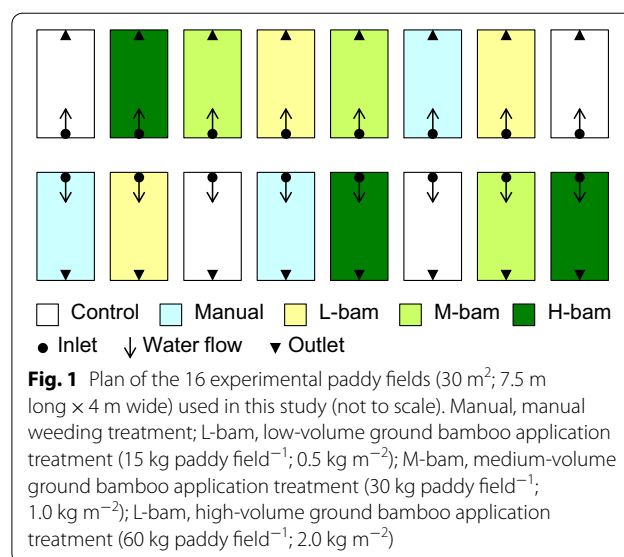 Control Manual L-bam M-bam H-bam
Inlet Water flow Outlet
Fig. 1 Plan of the 16 experimental paddy fields (30 m²; 7.5 m
long × 4 m wide) used in this study (not to scale). Manual, manual
weeding treatment; L-bam, low-volume ground bamboo application
treatment (15 kg paddy field⁻¹; 0.5 kg m⁻²); M-bam, medium-volume
ground bamboo application treatment (30 kg paddy field⁻¹;
1.0 kg m⁻²); L-bam, high-volume ground bamboo application
treatment (60 kg paddy field⁻¹; 2.0 kg m⁻²)